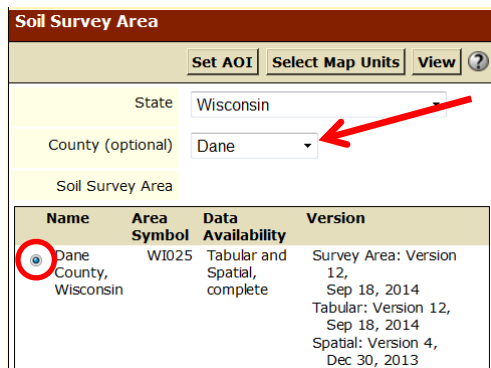 Soil Survey Area
Set AOI Select Map Units View ?
State Wisconsin
County (optional) Dane
Soil Survey Area
Name Area Symbol Data Availability Version
Dane County, Wisconsin WI025 Tabular and Spatial, complete Survey Area: Version 12, Sep 18, 2014
Tabular: Version 12, Sep 18, 2014
Spatial: Version 4, Dec 30, 2013